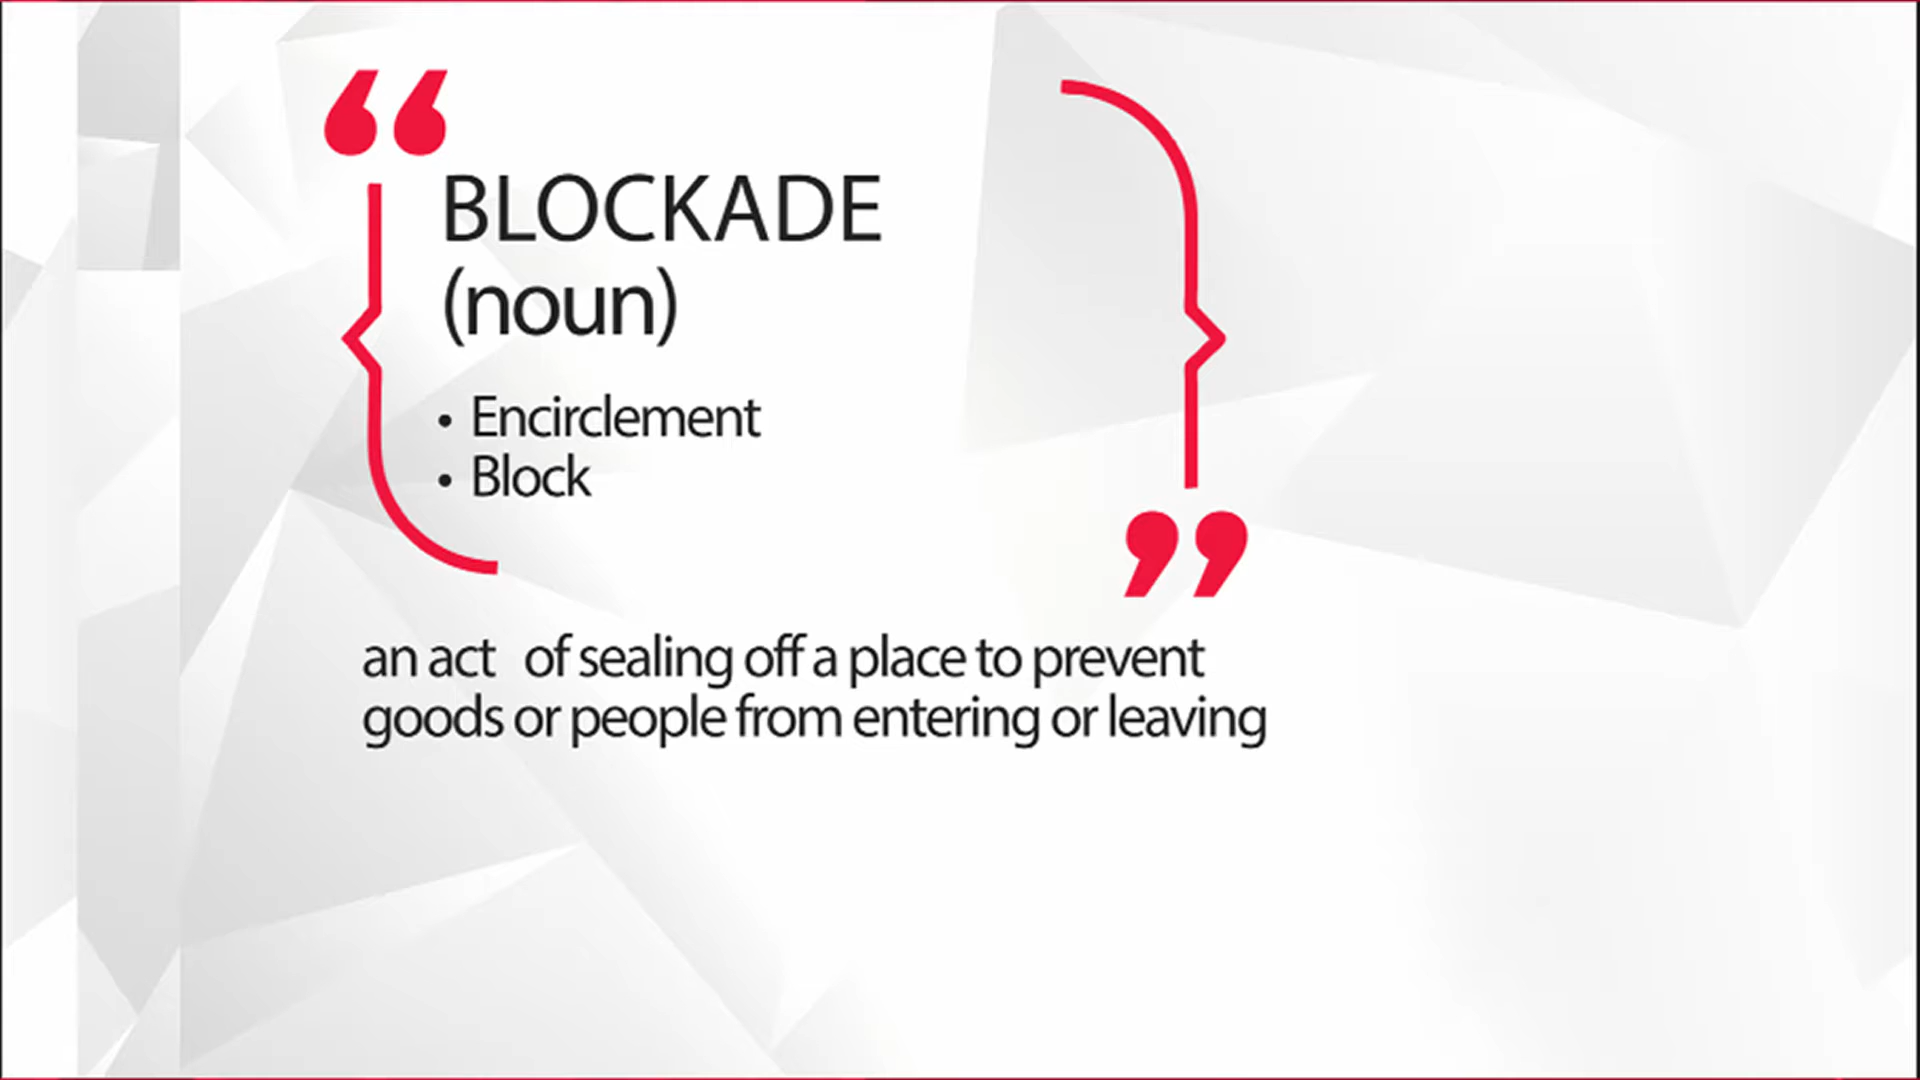 BLOCKADE
(noun)
• Encirclement
• Block
an act of sealing off a place to prevent
goods or people from entering or leaving